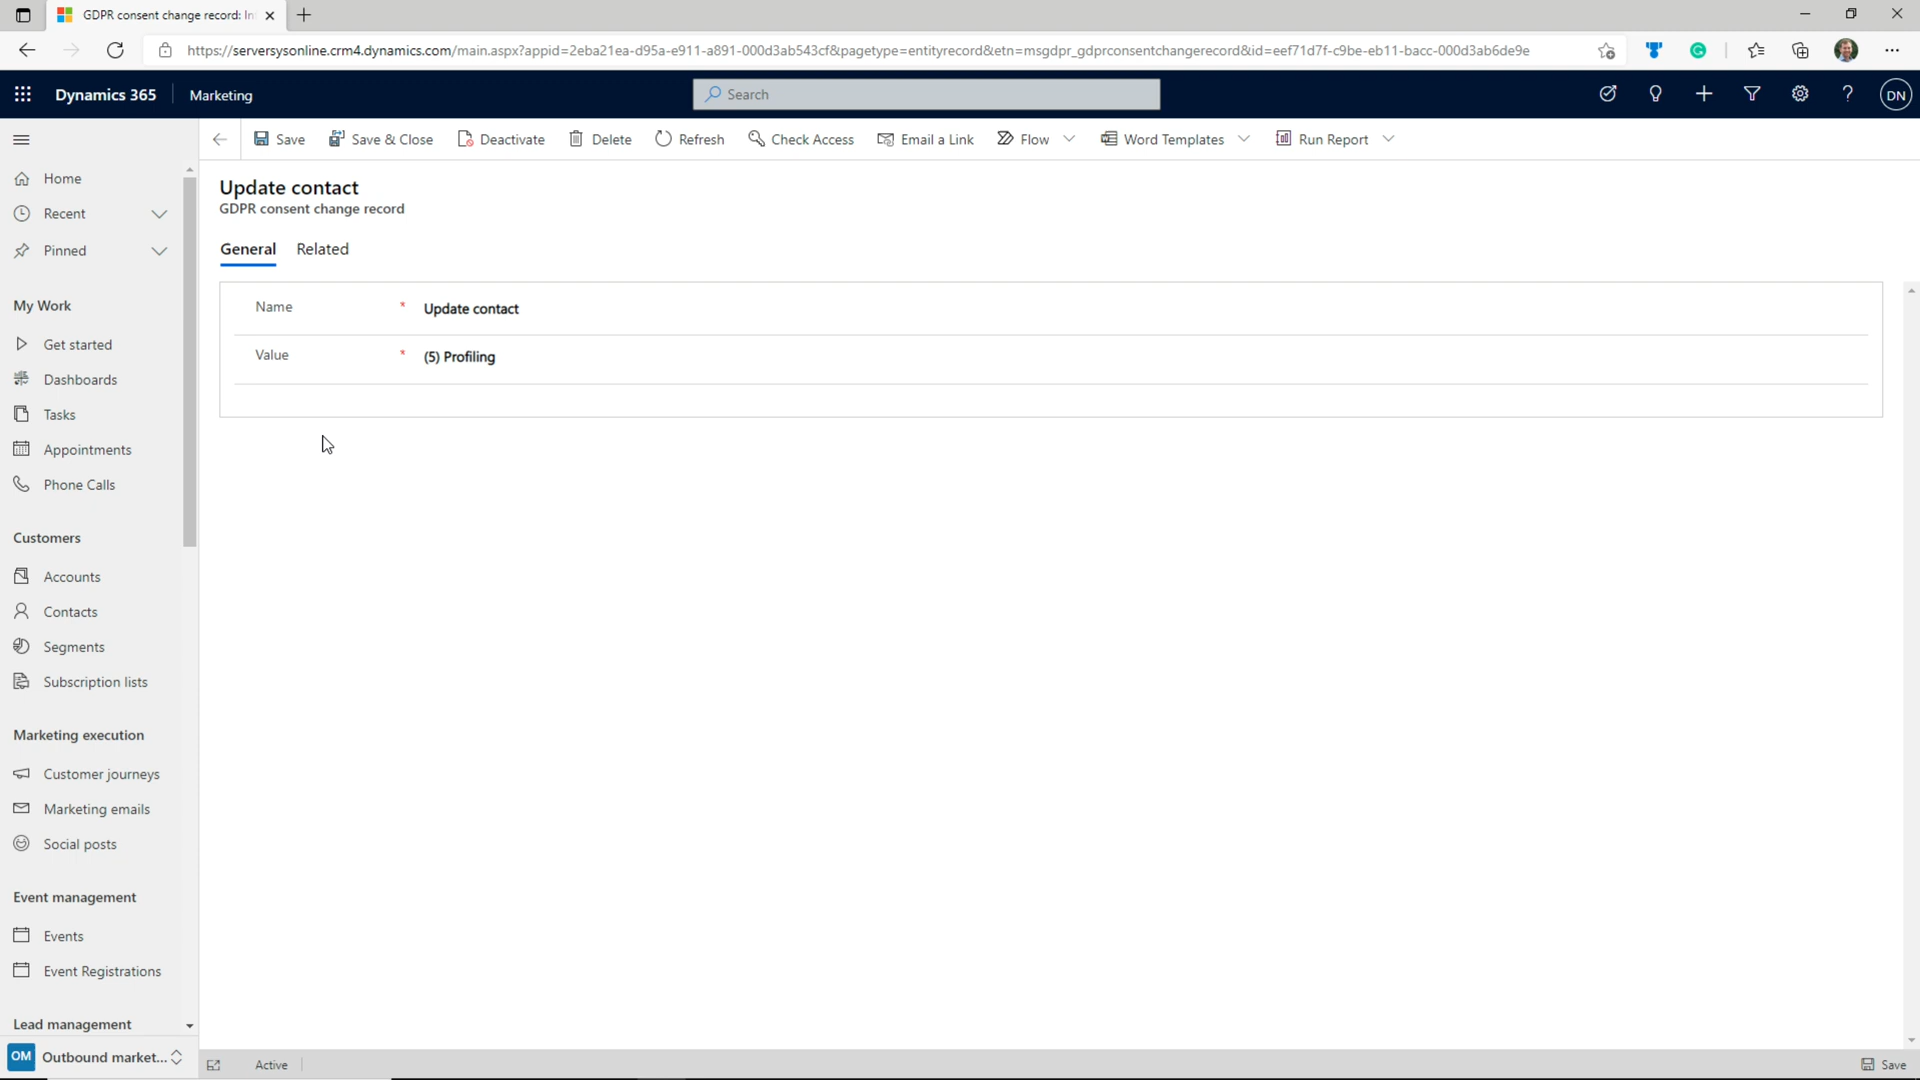 GDPR consent change record: In
https://serversysonline.crm4.dynamics.com/main.aspx?appid=2eba21ea-d95a-e911-a891-000d3ab543cf&pagetype=entityrecord&etn=msgdpr_gdprconsentchangerecord&id=eef71d7f-c9be-eb11-bacc-000d3ab6de9e
Dynamics 365
Marketing
Search
DN
Save
Save & Close
Deactivate
Delete
Refresh
Check Access
Email a Link
Flow
Word Templates
Run Report
Home
Recent
Pinned
My Work
Get started
Dashboards
Tasks
Appointments
Phone Calls
Customers
Accounts
Contacts
Segments
Subscription lists
Marketing execution
Customer journeys
Marketing emails
Social posts
Event management
Events
Event Registrations
Lead management
OM Outbound market...
Update contact
GDPR consent change record
General
Related
Name * Update contact
Value * (5) Profiling
Active
Save